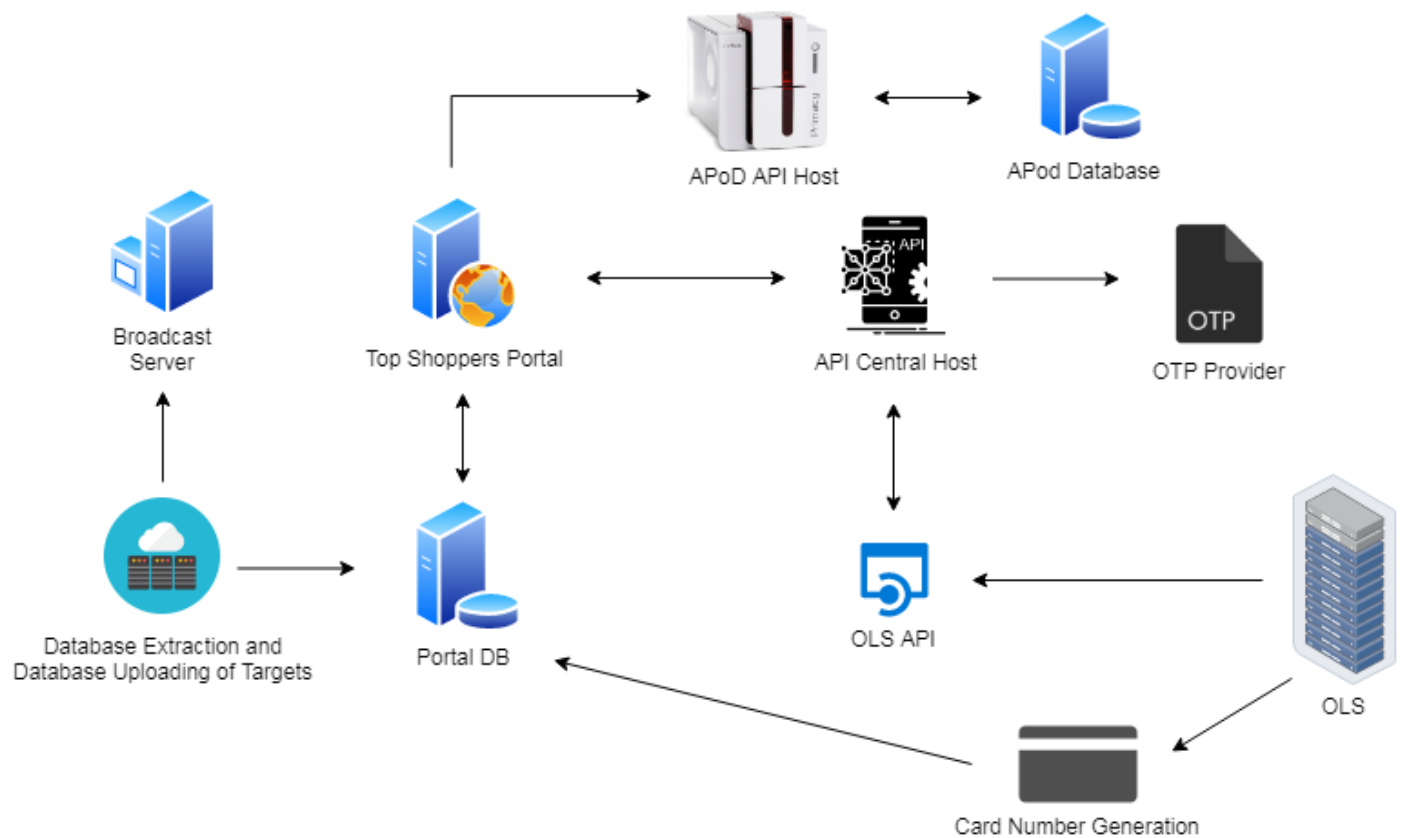 Primacy
APoD API Host
APod Database
API
OTP
Broadcast
Server
Top Shoppers Portal
API Central Host
OTP Provider
Database Extraction and
Database Uploading of Targets
Portal DB
OLS API
OLS
Card Number Generation